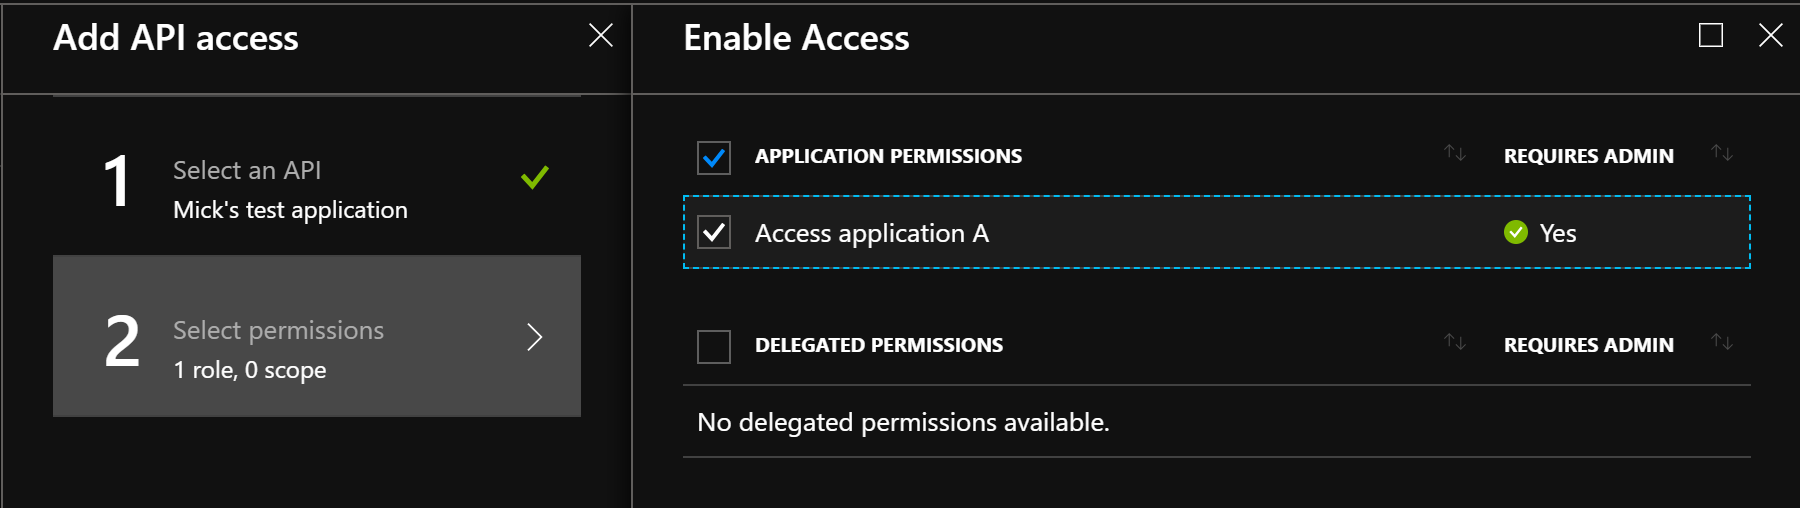 Add API access
1
Select an API
Mick's test application
2
Select permissions
1 role, 0 scope
Enable Access
APPLICATION PERMISSIONS REQUIRES ADMIN
Access application A Yes
DELEGATED PERMISSIONS REQUIRES ADMIN
No delegated permissions available.